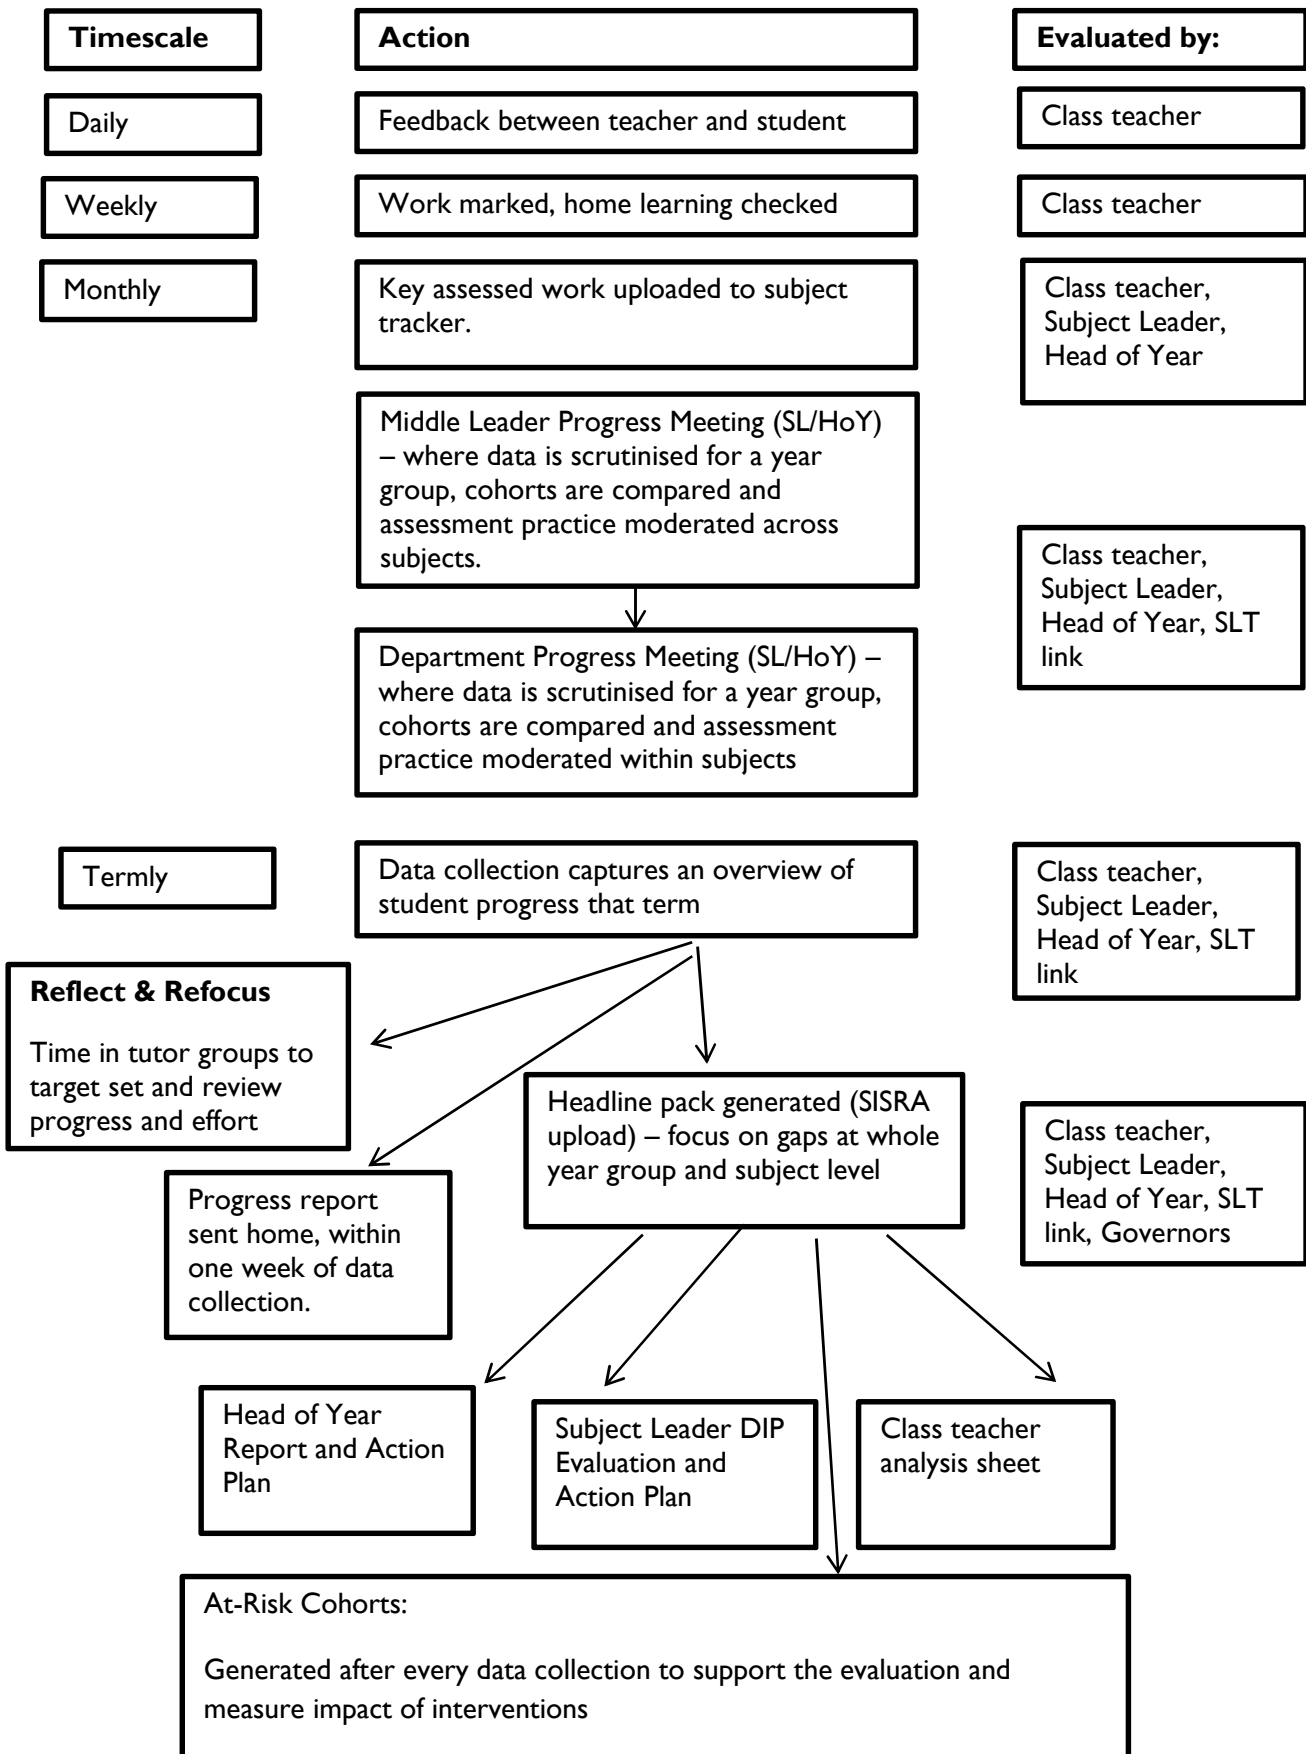 Timescale
Action
Evaluated by:
Daily
Feedback between teacher and student
Class teacher
Weekly
Work marked, home learning checked
Class teacher
Monthly
Key assessed work uploaded to subject
tracker.
Class teacher,
Subject Leader,
Head of Year
Middle Leader Progress Meeting (SL/HoY)
– where data is scrutinised for a year
group, cohorts are compared and
assessment practice moderated across
subjects.
Class teacher,
Subject Leader,
Head of Year, SLT
link
Department Progress Meeting (SL/HoY) –
where data is scrutinised for a year group,
cohorts are compared and assessment
practice moderated within subjects
Termly
Data collection captures an overview of
student progress that term
Class teacher,
Subject Leader,
Head of Year, SLT
link
Reflect & Refocus
Time in tutor groups to
target set and review
progress and effort
Headline pack generated (SISRA
upload) – focus on gaps at whole
year group and subject level
Class teacher,
Subject Leader,
Head of Year, SLT
link, Governors
Progress report
sent home, within
one week of data
collection.
Head of Year
Report and Action
Plan
Subject Leader DIP
Evaluation and
Action Plan
Class teacher
analysis sheet
At-Risk Cohorts:
Generated after every data collection to support the evaluation and
measure impact of interventions